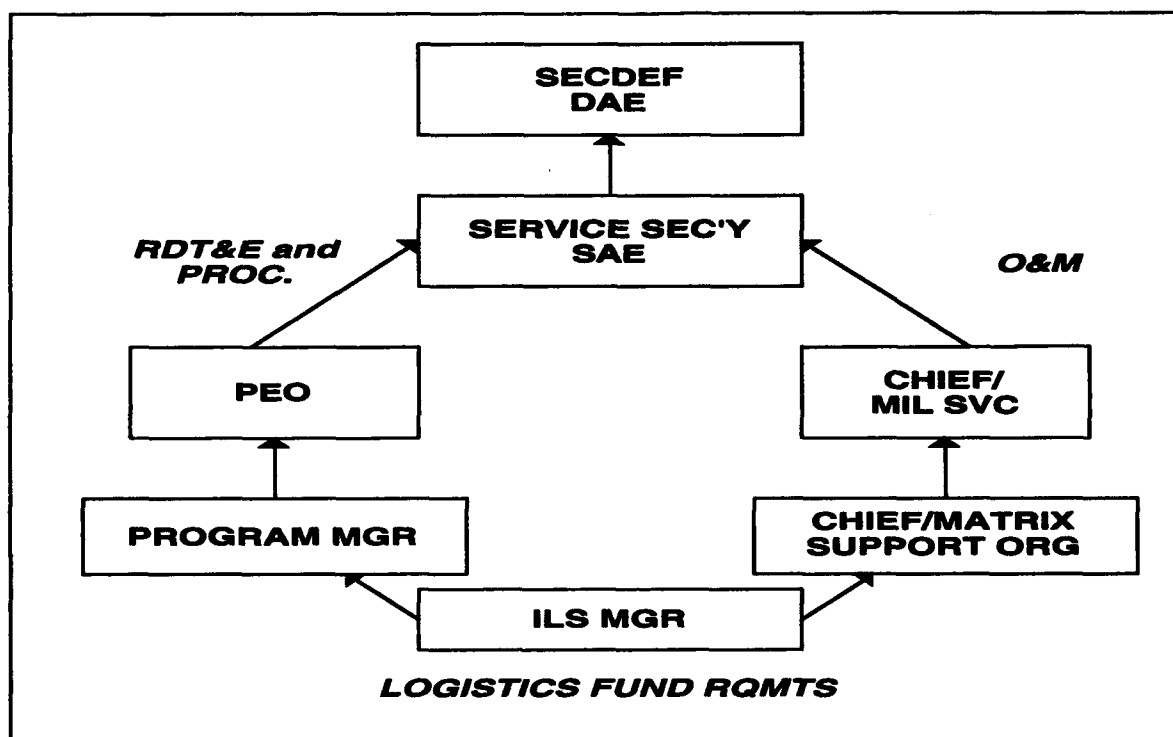 SECDEF
DAE
SERVICE SEC'Y
SAE
RDT&E and
PROC.
O&M
PEO
CHIEF/
MIL SVC
PROGRAM MGR
CHIEF/MATRIX
SUPPORT ORG
ILS MGR
LOGISTICS FUND RQMTS